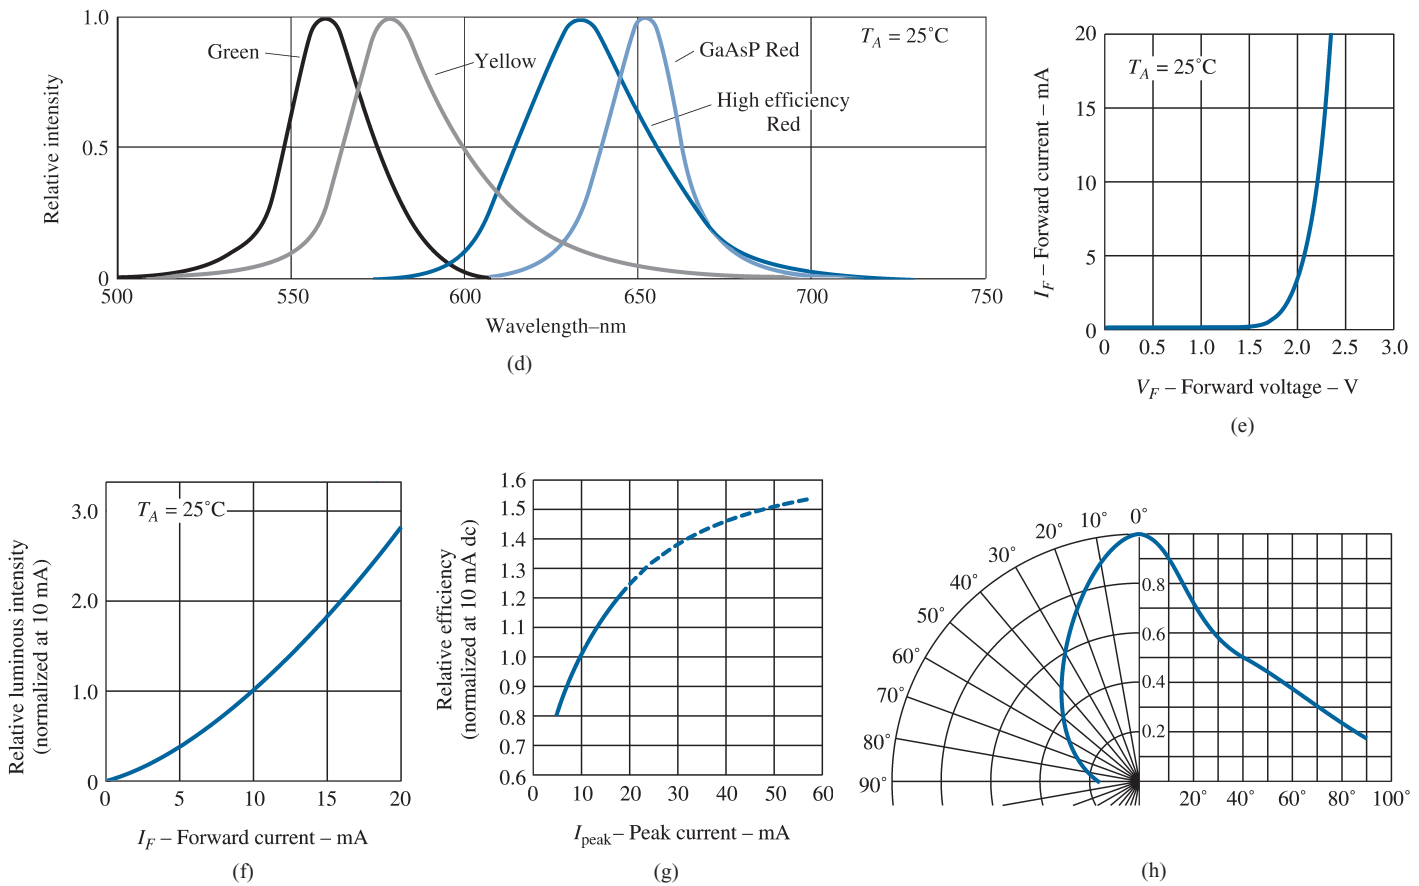 1.0
Green
Yellow
GaAsP Red
High efficiency
Red
T_A = 25˚C
Relative intensity
0.5
0
500 550 600 650 700 750
Wavelength–nm
(d)
20
15
10
5
0
T_A = 25˚C
I_F – Forward current – mA
0 0.5 1.0 1.5 2.0 2.5 3.0
V_F – Forward voltage – V
(e)
3.0
2.0
1.0
0
T_A = 25˚C
Relative luminous intensity
(normalized at 10 mA)
0 5 10 15 20
I_F – Forward current – mA
(f)
1.6
1.5
1.4
1.3
1.2
1.1
1.0
0.9
0.8
0.7
0.6
Relative efficiency
(normalized at 10 mA dc)
0 10 20 30 40 50 60
I_peak – Peak current – mA
(g)
0˚
10˚
20˚
30˚
40˚
50˚
60˚
70˚
80˚
90˚
0.8
0.6
0.4
0.2
20˚ 40˚ 60˚ 80˚ 100˚
(h)